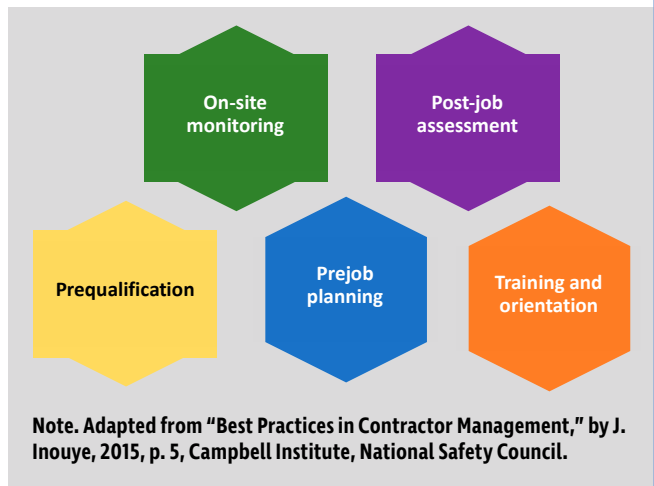 On-site
monitoring
Post-job
assessment
Prequalification
Prejob
planning
Training and
orientation
Note. Adapted from “Best Practices in Contractor Management,” by J.
Inouye, 2015, p. 5, Campbell Institute, National Safety Council.